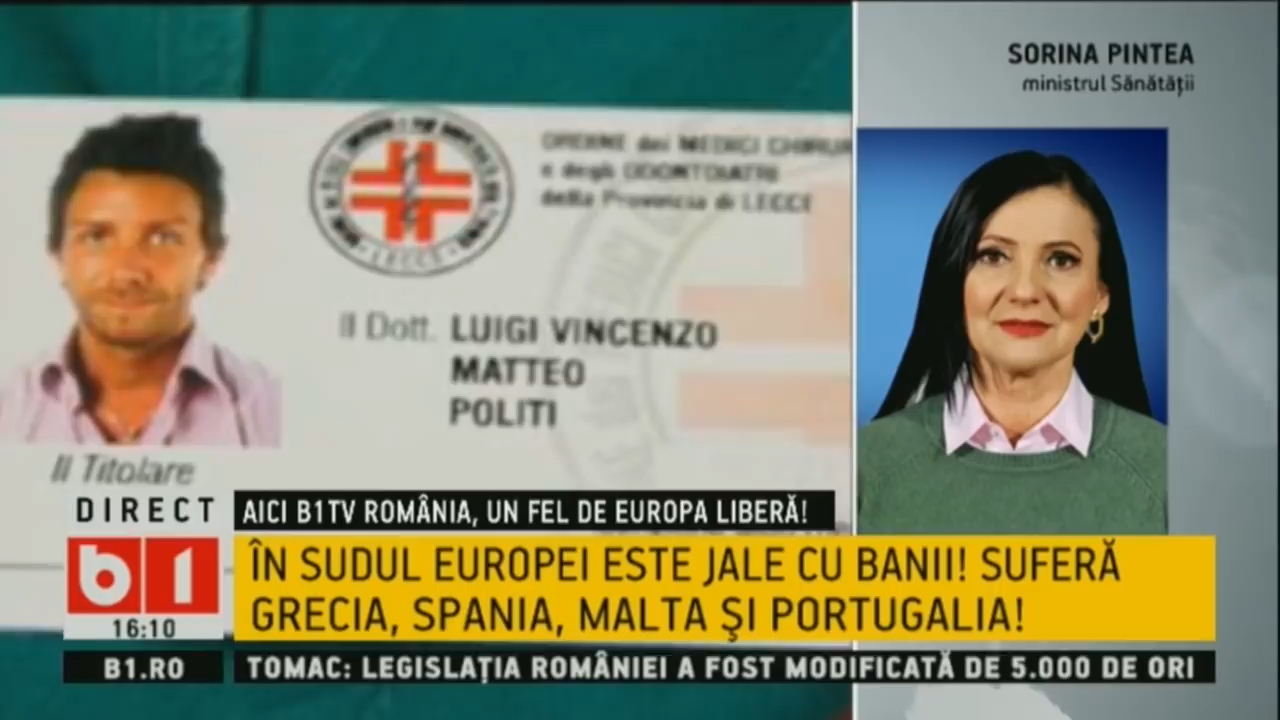 SORINA PINTEA
ministrul Sănătății
ORDINE dei MEDICI CHIRUR
e degli ODONTOIATRI
della Provincia di LECCE
LECCE
Il Dott. LUIGI VINCENZO
MATTEO
POLITI
Il Titolare
DIRECT
AICI B1TV ROMÂNIA, UN FEL DE EUROPA LIBERĂ!
b1
ÎN SUDUL EUROPEI ESTE JALE CU BANII! SUFERĂ
GRECIA, SPANIA, MALTA ŞI PORTUGALIA!
16:10
B1.RO
TOMAC: LEGISLAȚIA ROMÂNIEI A FOST MODIFICATĂ DE 5.000 DE ORI